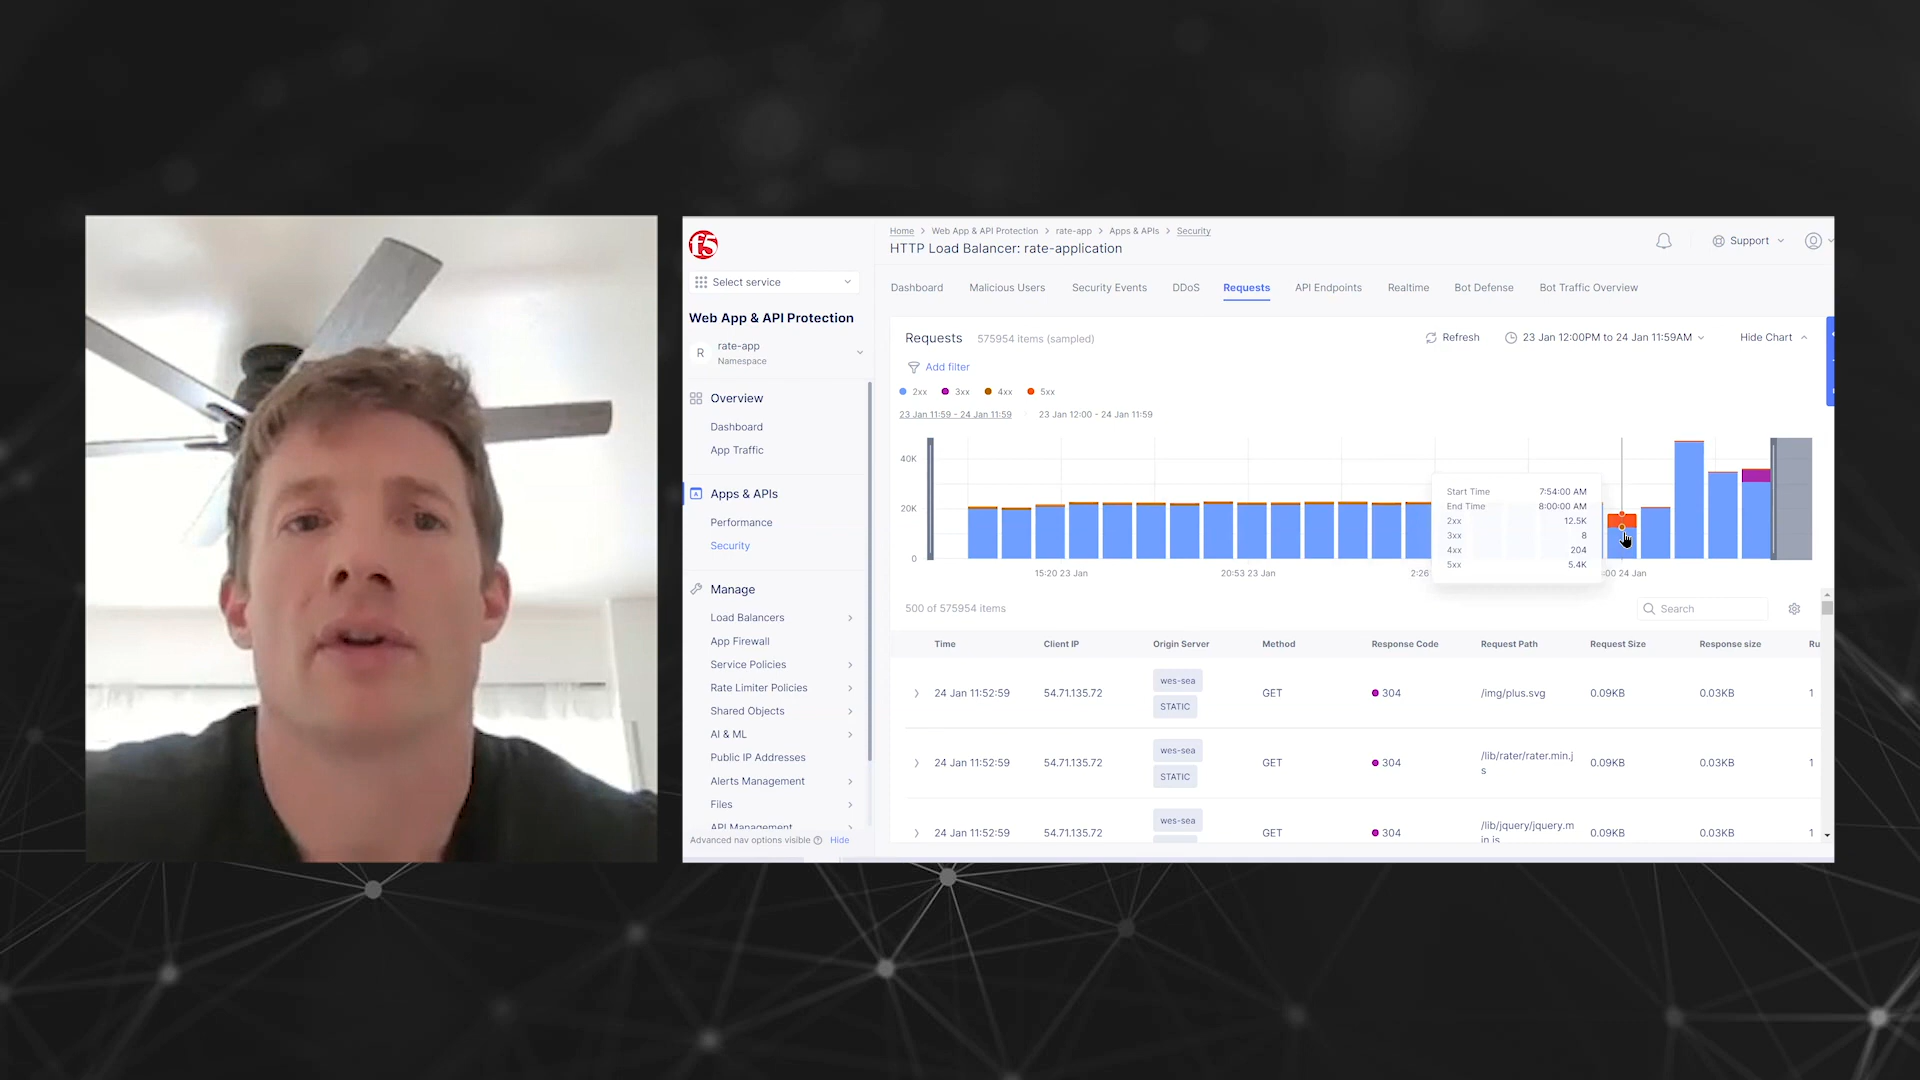 f5
Home > Web App & API Protection > rate-app > Apps & APIs > Security
HTTP Load Balancer: rate-application
Support
Select service
Web App & API Protection
R
rate-app
Namespace
Overview
Dashboard
App Traffic
Apps & APIs
Performance
Security
Manage
Load Balancers
App Firewall
Service Policies
Rate Limiter Policies
Shared Objects
AI & ML
Public IP Addresses
Alerts Management
Files
API Management
Advanced nav options visible Hide
Dashboard Malicious Users Security Events DDoS Requests API Endpoints Realtime Bot Defense Bot Traffic Overview
Requests 575954 items (sampled)
Refresh 23 Jan 12:00PM to 24 Jan 11:59AM Hide Chart
Add filter
2xx 3xx 4xx 5xx
23 Jan 11:59 - 24 Jan 11:59 23 Jan 12:00 - 24 Jan 11:59
40K
20K
0
Start Time 7:54:00 AM
End Time 8:00:00 AM
2xx 12.5K
3xx 8
4xx 204
5xx 5.4K
15:20 23 Jan 20:53 23 Jan 2:26 :00 24 Jan
500 of 575954 items
Search
Time Client IP Origin Server Method Response Code Request Path Request Size Response size Ru
24 Jan 11:52:59 54.71.135.72 wes-sea STATIC GET 304 /img/plus.svg 0.09KB 0.03KB 1
24 Jan 11:52:59 54.71.135.72 wes-sea STATIC GET 304 /lib/rater/rater.min.js 0.09KB 0.03KB 1
24 Jan 11:52:59 54.71.135.72 wes-sea GET 304 /lib/jquery/jquery.min.js 0.09KB 0.03KB 1